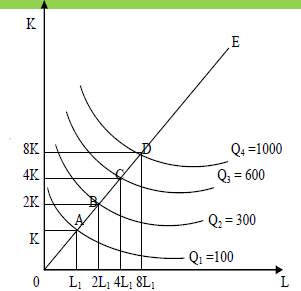 K
E
8K
D
Q₄ =1000
4K
C
Q₃ = 600
2K
B
Q₂ = 300
A
K
Q₁ =100
0
L₁ 2L₁ 4L₁ 8L₁
L